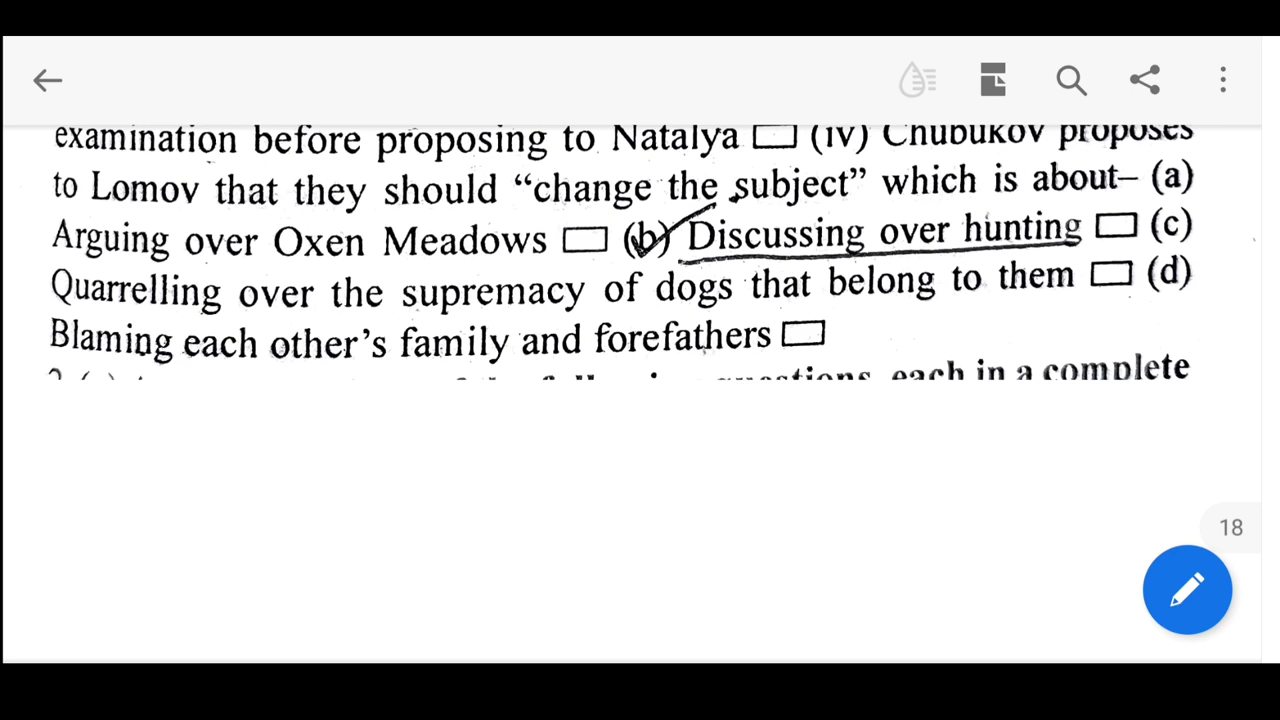 examination before proposing to Natalya (iv) Chubukov proposes
to Lomov that they should “change the subject” which is about– (a)
Arguing over Oxen Meadows (b) Discussing over hunting (c)
Quarrelling over the supremacy of dogs that belong to them (d)
Blaming each other’s family and forefathers
questions, each in a complete
18